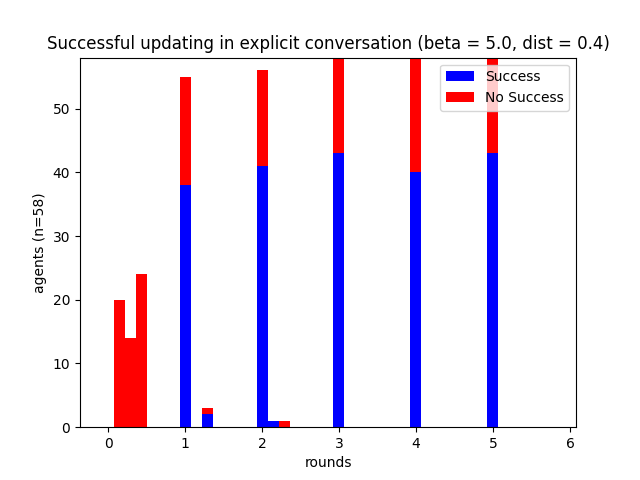 Successful updating in explicit conversation (beta = 5.0, dist = 0.4)
Success
No Success
50
40
30
20
10
0
agents (n=58)
0 1 2 3 4 5 6
rounds